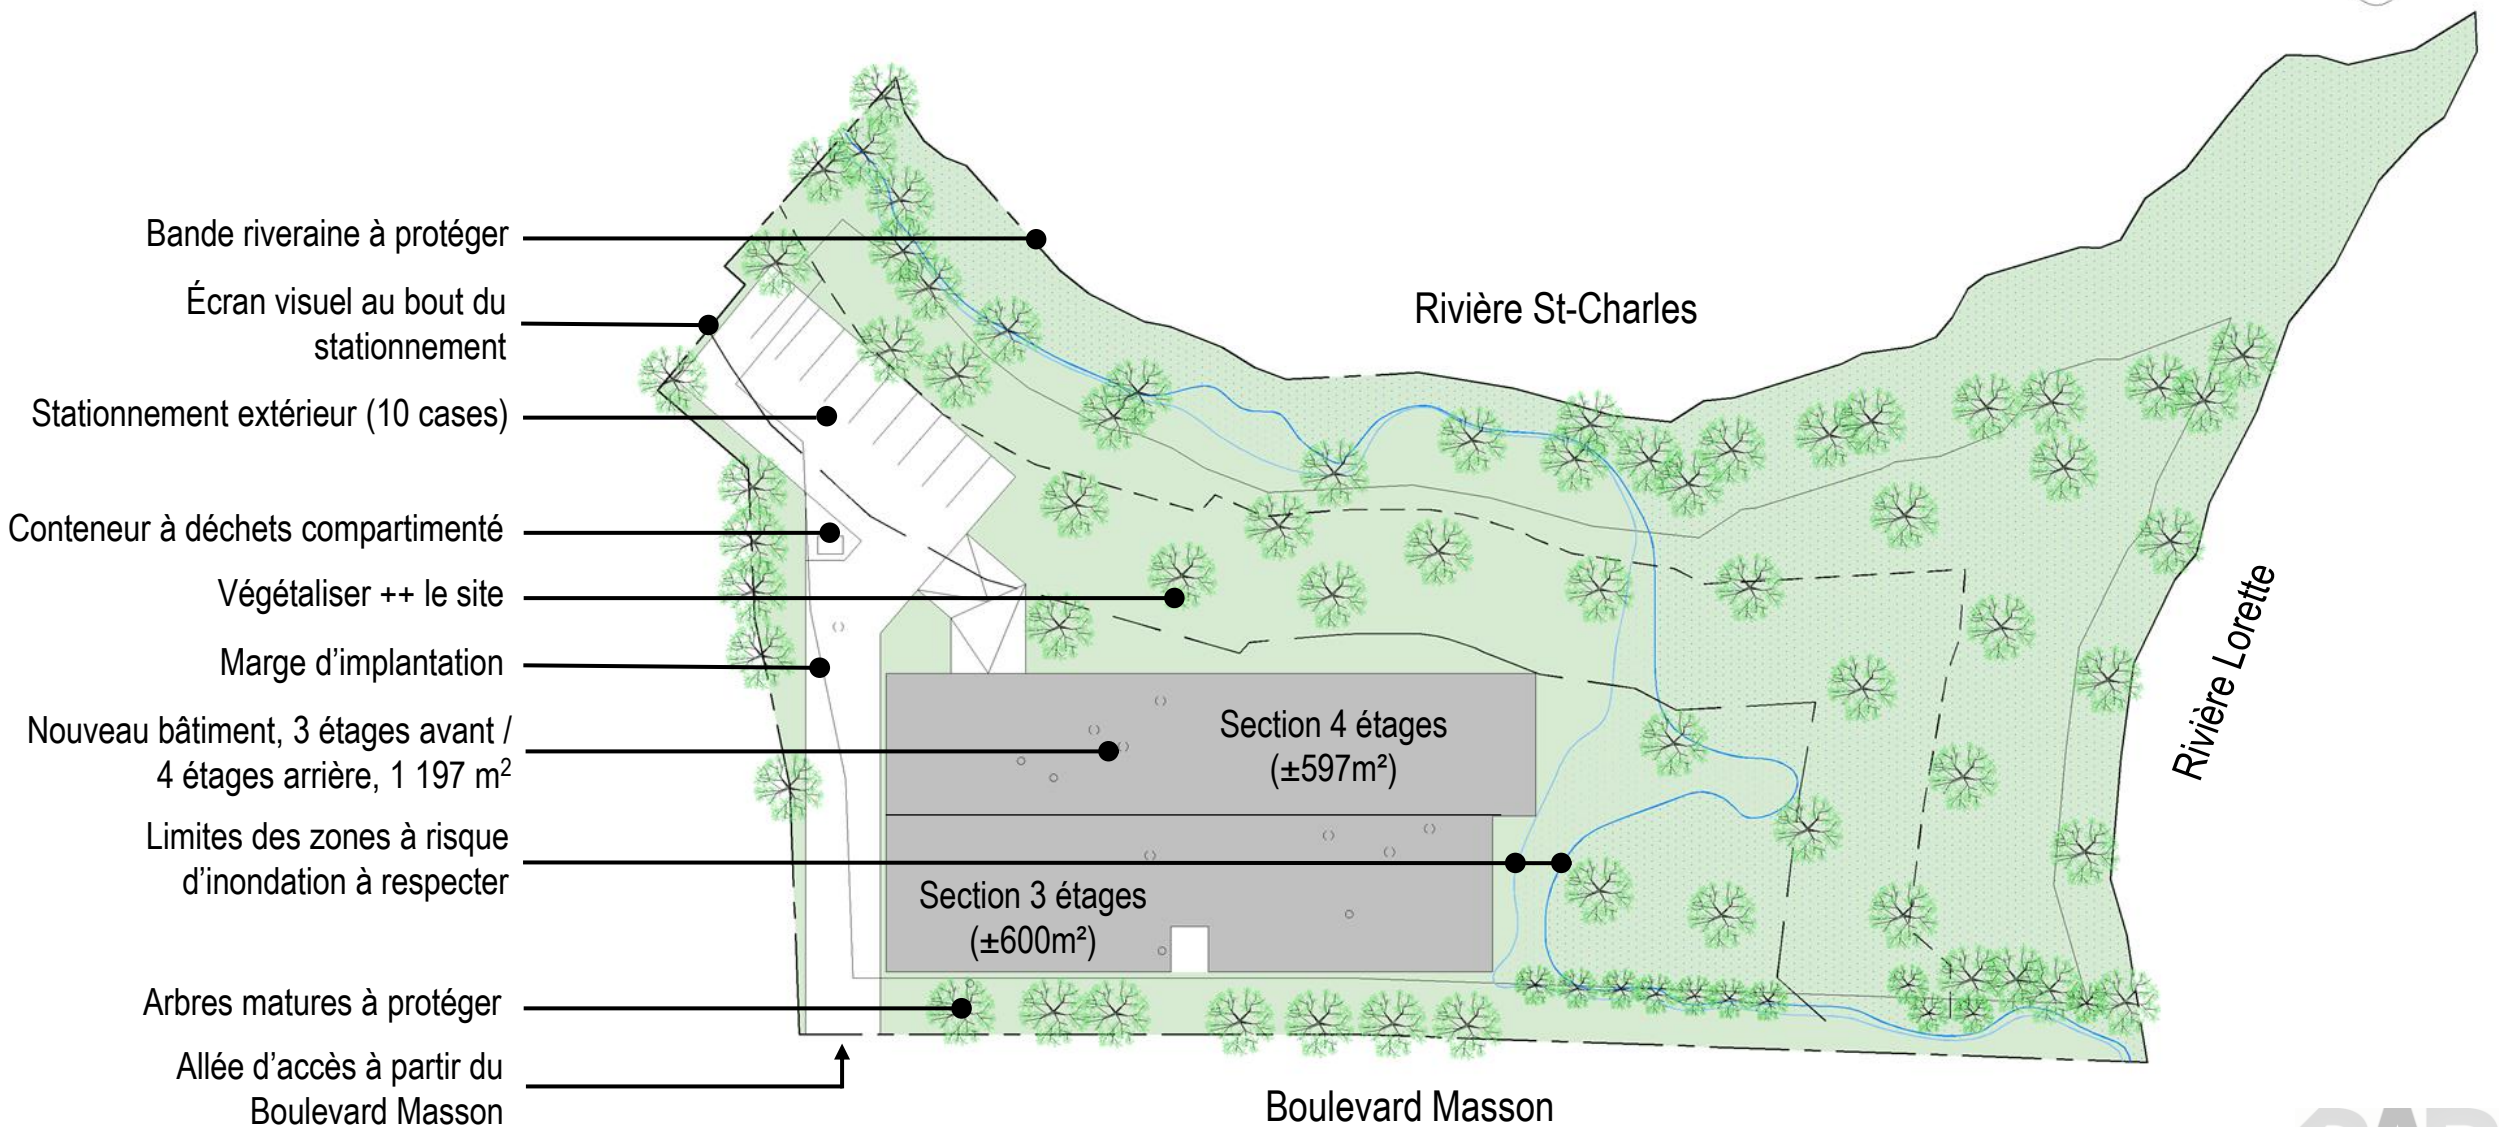 Bande riveraine à protéger
Écran visuel au bout du
stationnement
Stationnement extérieur (10 cases)
Conteneur à déchets compartimenté
Végétaliser ++ le site
Marge d’implantation
Nouveau bâtiment, 3 étages avant /
4 étages arrière, 1 197 m²
Limites des zones à risque
d’inondation à respecter
Arbres matures à protéger
Allée d’accès à partir du
Boulevard Masson
Rivière St-Charles
Rivière Lorette
Section 4 étages
(±597m²)
Section 3 étages
(±600m²)
Boulevard Masson